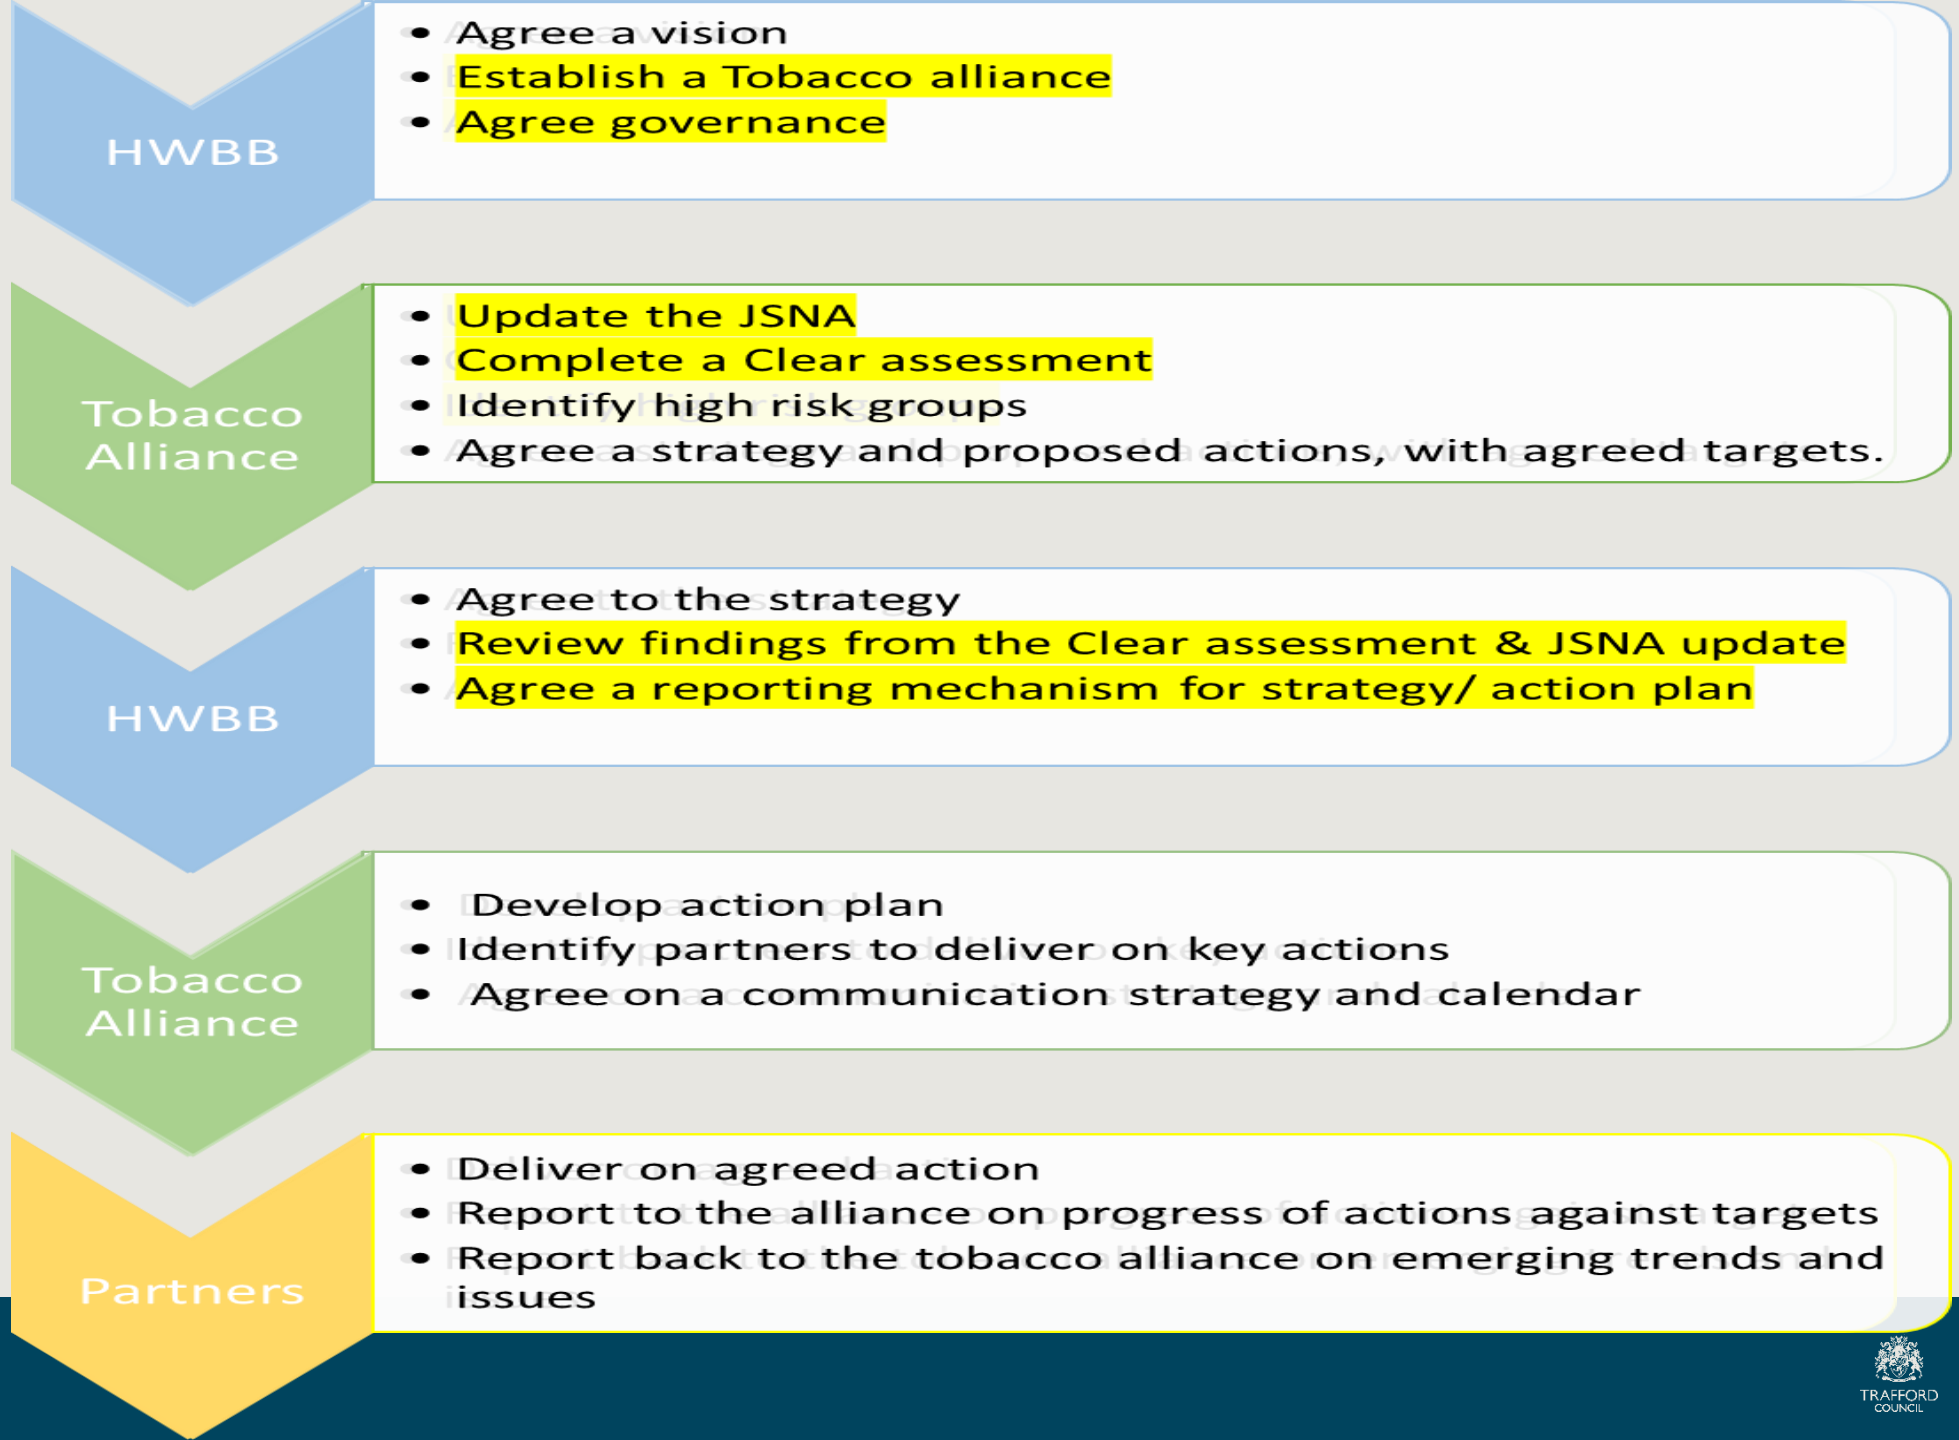 HWBB
• Agree a vision
• Establish a Tobacco alliance
• Agree governance
Tobacco
Alliance
• Update the JSNA
• Complete a Clear assessment
• Identify high risk groups
• Agree a strategy and proposed actions, with agreed targets.
HWBB
• Agree to the strategy
• Review findings from the Clear assessment & JSNA update
• Agree a reporting mechanism for strategy/ action plan
Tobacco
Alliance
• Develop action plan
• Identify partners to deliver on key actions
• Agree on a communication strategy and calendar
Partners
• Deliver on agreed action
• Report to the alliance on progress of actions against targets
• Report back to the tobacco alliance on emerging trends and
issues
TRAFFORD
COUNCIL